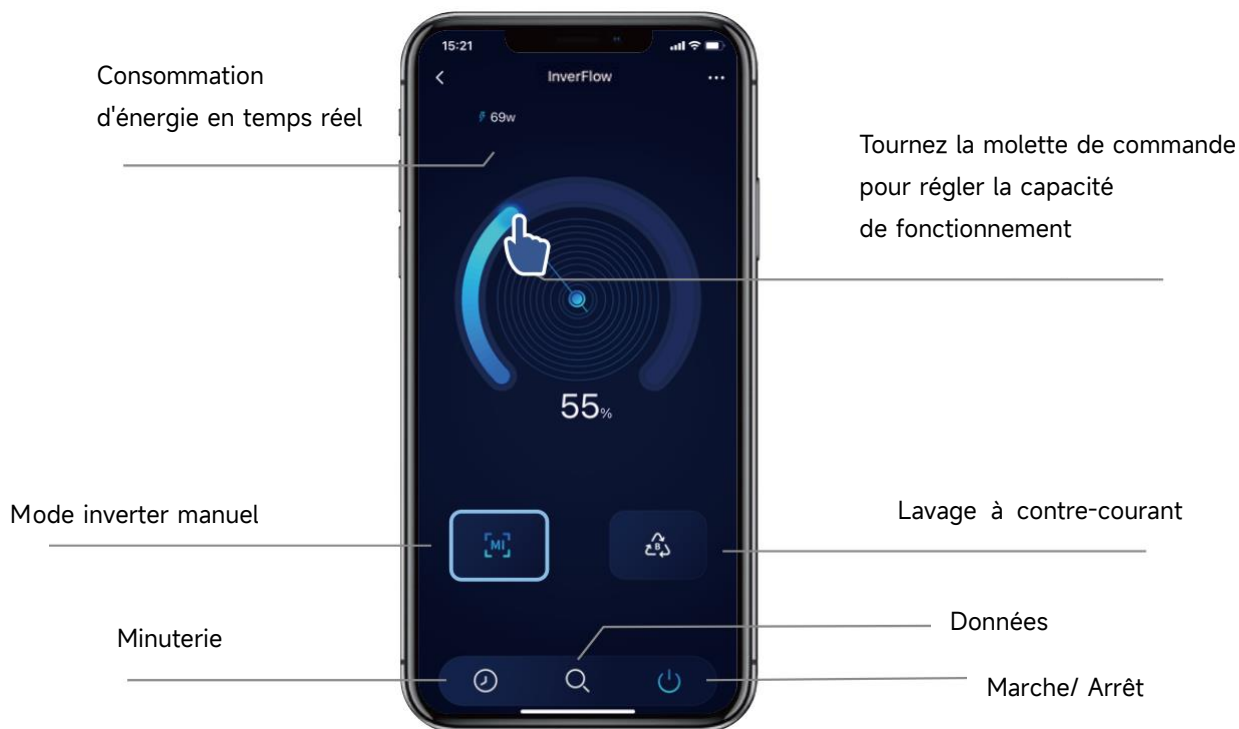 15:21
InverFlow
Consommation
d'énergie en temps réel
69w
Tournez la molette de commande
pour régler la capacité
de fonctionnement
55%
Mode inverter manuel
MI
B
Lavage à contre-courant
Minuterie
Données
Marche/ Arrêt